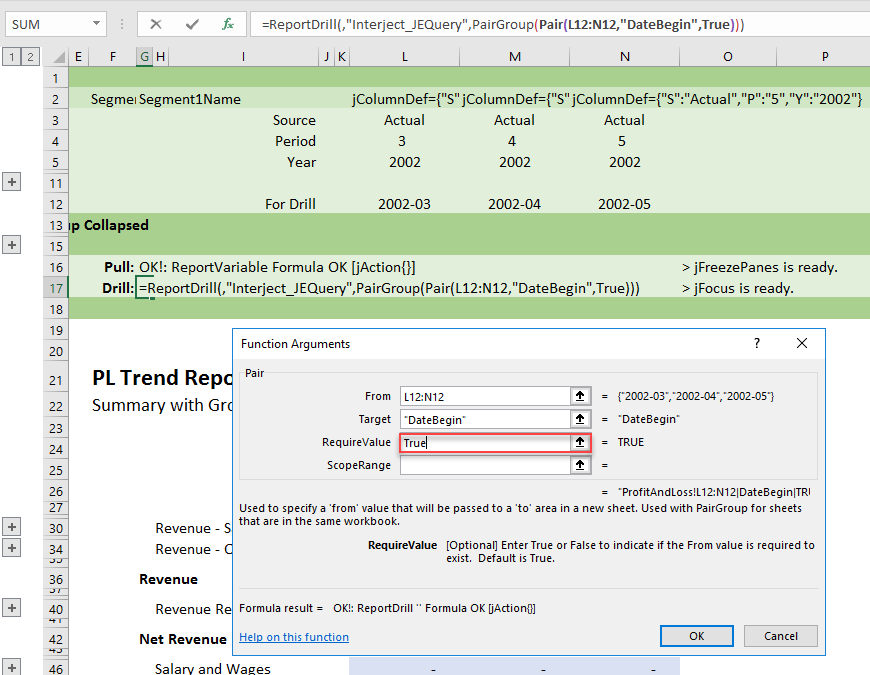 SUM =ReportDrill(,"Interject_JEQuery",PairGroup(Pair(L12:N12,"DateBegin",True)))
1 2 E F G H I J K L M N O P
1
2 Segmer Segment1Name jColumnDef={"S" jColumnDef={"S" jColumnDef={"S":"Actual","P":"5","Y":"2002"}
3 Source Actual Actual Actual
4 Period 3 4 5
5 Year 2002 2002 2002
11
12 For Drill 2002-03 2002-04 2002-05
13 up Collapsed
15
16 Pull: OK!: ReportVariable Formula OK [jAction{}] > jFreezePanes is ready.
17 Drill: =ReportDrill(,"Interject_JEQuery",PairGroup(Pair(L12:N12,"DateBegin",True))) > jFocus is ready.
18
19
20
21 PL Trend Repo
22 Summary with Gro
23
24
25
26
27
30 Revenue - S
34 Revenue - C
35
36 Revenue
37
40 Revenue Re
41
42 Net Revenue
45
46 Salary and Wages - - -
Function Arguments ?
Pair
From L12:N12 = {"2002-03","2002-04","2002-05"}
Target "DateBegin" = "DateBegin"
RequireValue True = TRUE
ScopeRange =
= "ProfitAndLoss!L12:N12|DateBegin|TRU
Used to specify a 'from' value that will be passed to a 'to' area in a new sheet. Used with PairGroup for sheets
that are in the same workbook.
RequireValue [Optional] Enter True or False to indicate if the From value is required to
exist. Default is True.
Formula result = OK!: ReportDrill '' Formula OK [jAction{}]
Help on this function OK Cancel